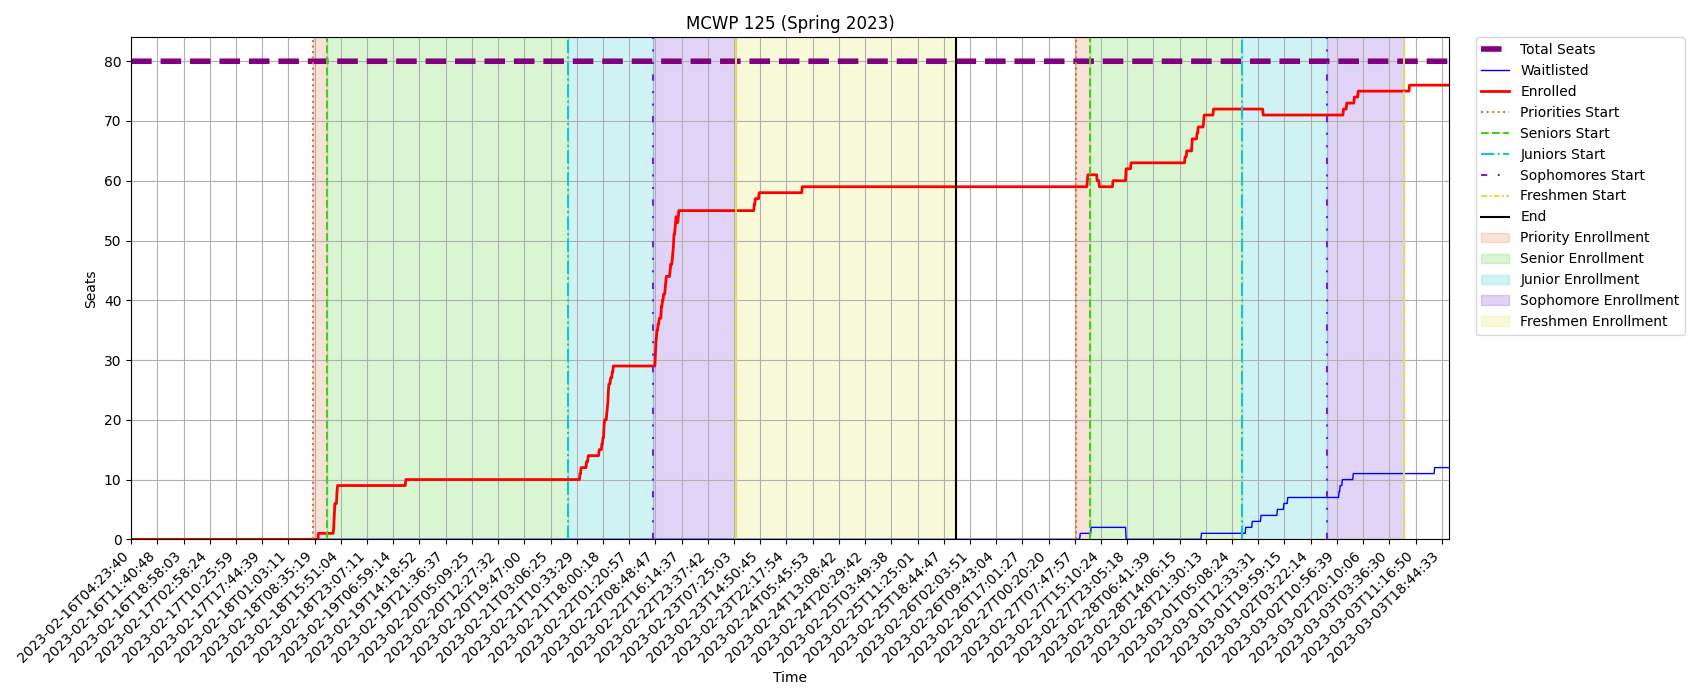 MCWP 125 (Spring 2023)
Seats
80
70
60
50
40
30
20
10
0
2023-02-16T04:23:40
2023-02-16T11:40:48
2023-02-16T18:58:03
2023-02-17T02:58:24
2023-02-17T10:25:59
2023-02-17T17:44:39
2023-02-18T01:03:11
2023-02-18T08:35:19
2023-02-18T15:51:04
2023-02-18T23:07:11
2023-02-19T06:59:14
2023-02-19T14:18:52
2023-02-19T21:36:37
2023-02-20T05:09:25
2023-02-20T12:27:32
2023-02-20T19:47:00
2023-02-21T03:06:25
2023-02-21T10:33:29
2023-02-21T18:00:18
2023-02-22T01:20:57
2023-02-22T08:48:47
2023-02-22T16:14:37
2023-02-22T23:37:42
2023-02-23T07:25:03
2023-02-23T14:50:45
2023-02-23T22:17:54
2023-02-24T05:45:53
2023-02-24T13:08:42
2023-02-24T20:29:42
2023-02-25T03:49:38
2023-02-25T11:25:01
2023-02-25T18:44:47
2023-02-26T02:03:51
2023-02-26T09:43:04
2023-02-26T17:01:27
2023-02-27T00:20:20
2023-02-27T07:47:57
2023-02-27T15:10:24
2023-02-27T23:05:18
2023-02-28T06:41:39
2023-02-28T14:06:15
2023-02-28T21:30:13
2023-03-01T05:08:24
2023-03-01T12:33:31
2023-03-01T19:59:15
2023-03-02T03:22:14
2023-03-02T10:56:39
2023-03-02T20:10:06
2023-03-03T03:36:30
2023-03-03T11:16:50
2023-03-03T18:44:33
Time
Total Seats
Waitlisted
Enrolled
Priorities Start
Seniors Start
Juniors Start
Sophomores Start
Freshmen Start
End
Priority Enrollment
Senior Enrollment
Junior Enrollment
Sophomore Enrollment
Freshmen Enrollment